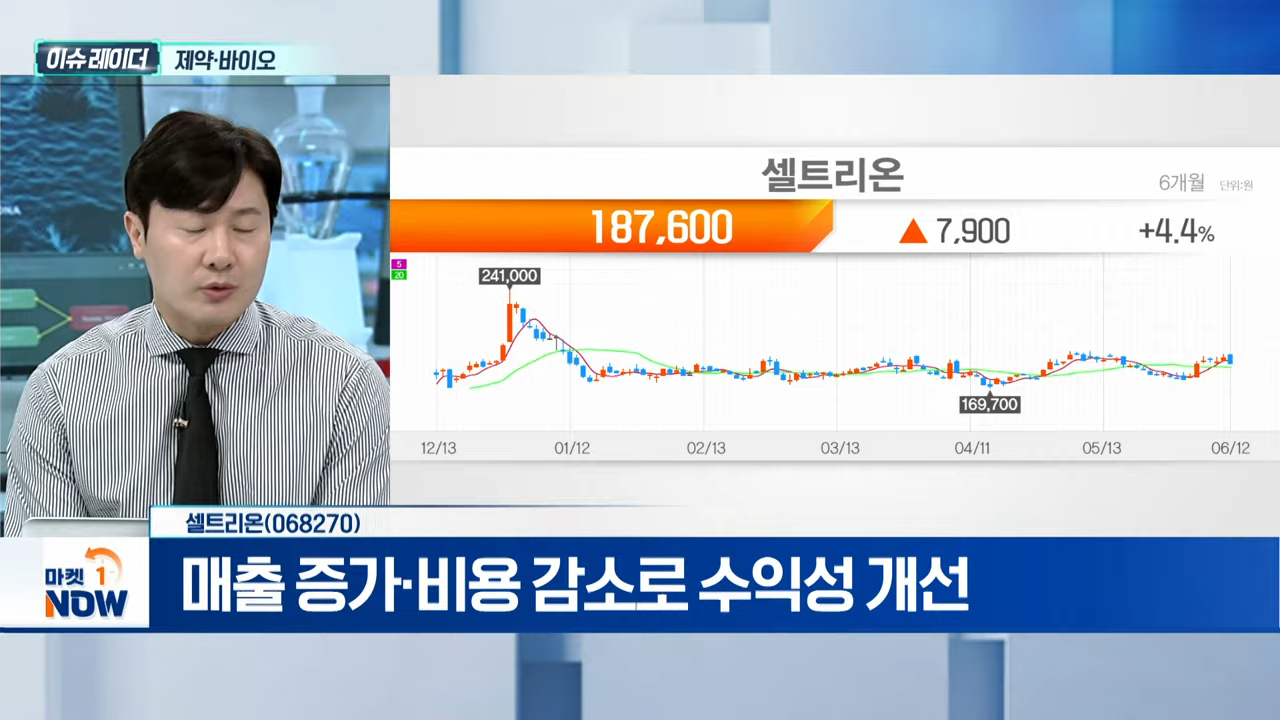 이슈레이더 제약·바이오
ONA
셀트리온
6개월 단위:원
187,600 ▲ 7,900 +4.4%
5
20
241,000
169,700
12/13 01/12 02/13 03/13 04/11 05/13 06/12
셀트리온(068270)
마켓 1
NOW
매출 증가·비용 감소로 수익성 개선